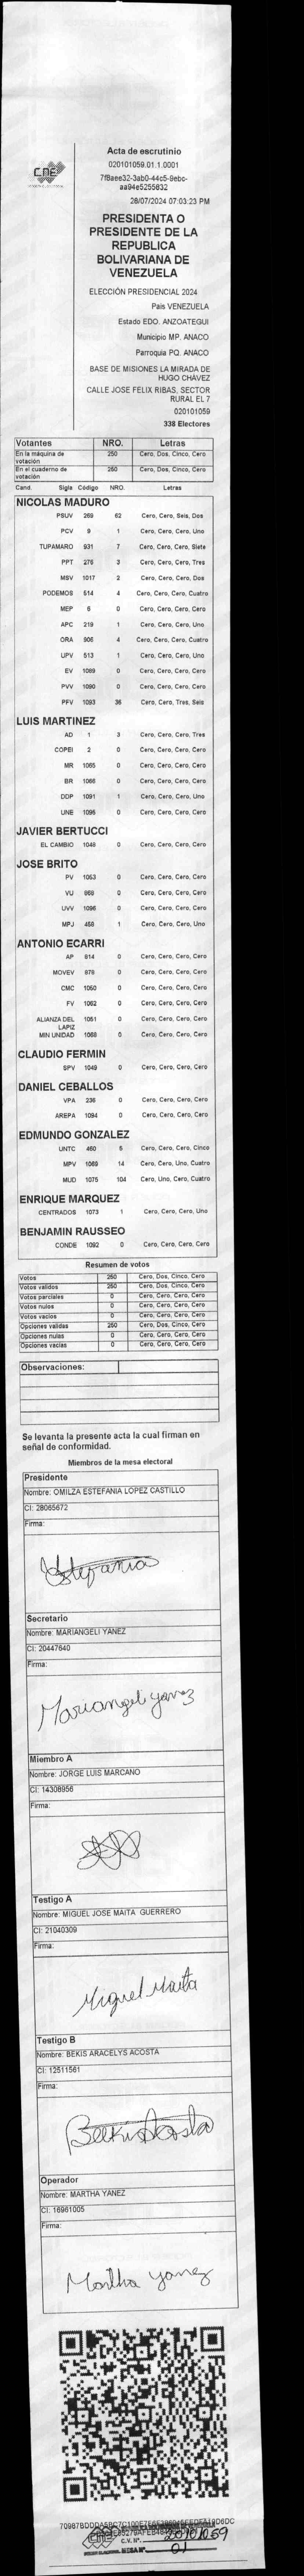 CNE
Acta de escrutinio
020101059.01.1.0001
7f8aee32-3ab0-44c5-9ebc-
aa94e5255632
28/07/2024 07:03:23 PM
PRESIDENTA O
PRESIDENTE DE LA
REPUBLICA
BOLIVARIANA DE
VENEZUELA
ELECCIÓN PRESIDENCIAL 2024
Pais VENEZUELA
Estado EDO. ANZOATEGUI
Municipio MP. ANACO
Parroquia PQ. ANACO
BASE DE MISIONES LA MIRADA DE
HUGO CHÁVEZ
CALLE JOSE FELIX RIBAS, SECTOR
RURAL EL 7
020101059
338 Electores
Votantes NRO. Letras
En la máquina de votación 250 Cero, Dos, Cinco, Cero
En el cuaderno de votación 250 Cero, Dos, Cinco, Cero
Cand. Sigla Código NRO. Letras
NICOLAS MADURO
PSUV 269 62 Cero, Cero, Seis, Dos
PCV 9 1 Cero, Cero, Cero, Uno
TUPAMARO 931 7 Cero, Cero, Cero, Siete
PPT 275 3 Cero, Cero, Cero, Tres
MSV 1017 2 Cero, Cero, Cero, Dos
PODEMOS 514 4 Cero, Cero, Cero, Cuatro
MEP 6 0 Cero, Cero, Cero, Cero
APC 219 1 Cero, Cero, Cero, Uno
ORA 906 4 Cero, Cero, Cero, Cuatro
UPV 513 1 Cero, Cero, Cero, Uno
EV 1089 0 Cero, Cero, Cero, Cero
PVV 1090 0 Cero, Cero, Cero, Cero
PFV 1093 36 Cero, Cero, Tres, Seis
LUIS MARTINEZ
AD 1 3 Cero, Cero, Cero, Tres
COPEI 2 0 Cero, Cero, Cero, Cero
MR 1065 0 Cero, Cero, Cero, Cero
BR 1066 0 Cero, Cero, Cero, Cero
DDP 1091 1 Cero, Cero, Cero, Uno
UNE 1095 0 Cero, Cero, Cero, Cero
JAVIER BERTUCCI
EL CAMBIO 1048 0 Cero, Cero, Cero, Cero
JOSE BRITO
PV 1053 0 Cero, Cero, Cero, Cero
VU 868 0 Cero, Cero, Cero, Cero
UVV 1096 0 Cero, Cero, Cero, Cero
MPJ 458 1 Cero, Cero, Cero, Uno
ANTONIO ECARRI
AP 814 0 Cero, Cero, Cero, Cero
MOVEV 878 0 Cero, Cero, Cero, Cero
CMC 1050 0 Cero, Cero, Cero, Cero
FV 1062 0 Cero, Cero, Cero, Cero
ALIANZA DEL LAPIZ 1051 0 Cero, Cero, Cero, Cero
MIN UNIDAD 1068 0 Cero, Cero, Cero, Cero
CLAUDIO FERMIN
SPV 1049 0 Cero, Cero, Cero, Cero
DANIEL CEBALLOS
VPA 236 0 Cero, Cero, Cero, Cero
AREPA 1094 0 Cero, Cero, Cero, Cero
EDMUNDO GONZALEZ
UNTC 460 5 Cero, Cero, Cero, Cinco
MPV 1069 14 Cero, Cero, Uno, Cuatro
MUD 1075 104 Cero, Uno, Cero, Cuatro
ENRIQUE MARQUEZ
CENTRADOS 1073 1 Cero, Cero, Cero, Uno
BENJAMIN RAUSSEO
CONDE 1092 0 Cero, Cero, Cero, Cero
Resumen de votos
Votos 250 Cero, Dos, Cinco, Cero
Votos validos 250 Cero, Dos, Cinco, Cero
Votos parciales 0 Cero, Cero, Cero, Cero
Votos nulos 0 Cero, Cero, Cero, Cero
Votos vacios 0 Cero, Cero, Cero, Cero
Opciones validas 250 Cero, Dos, Cinco, Cero
Opciones nulas 0 Cero, Cero, Cero, Cero
Opciones vacias 0 Cero, Cero, Cero, Cero
Observaciones:
Se levanta la presente acta la cual firman en
señal de conformidad.
Miembros de la mesa electoral
Presidente
Nombre: OMILZA ESTEFANIA LOPEZ CASTILLO
CI: 28065672
Firma:
Estefania
Secretario
Nombre: MARIANGELI YANEZ
CI: 20447640
Firma:
Mariangel Yanez
Miembro A
Nombre: JORGE LUIS MARCANO
CI: 14308956
Firma:
Testigo A
Nombre: MIGUEL JOSE MAITA GUERRERO
CI: 21040309
Firma:
Miguel Maita
Testigo B
Nombre: BEKIS ARACELYS ACOSTA
CI: 12511561
Firma:
Operador
Nombre: MARTHA YANEZ
CI: 16961005
Firma:
Martha Yanez
CNE
C.V. Nº. 020101059
MESA Nº 01